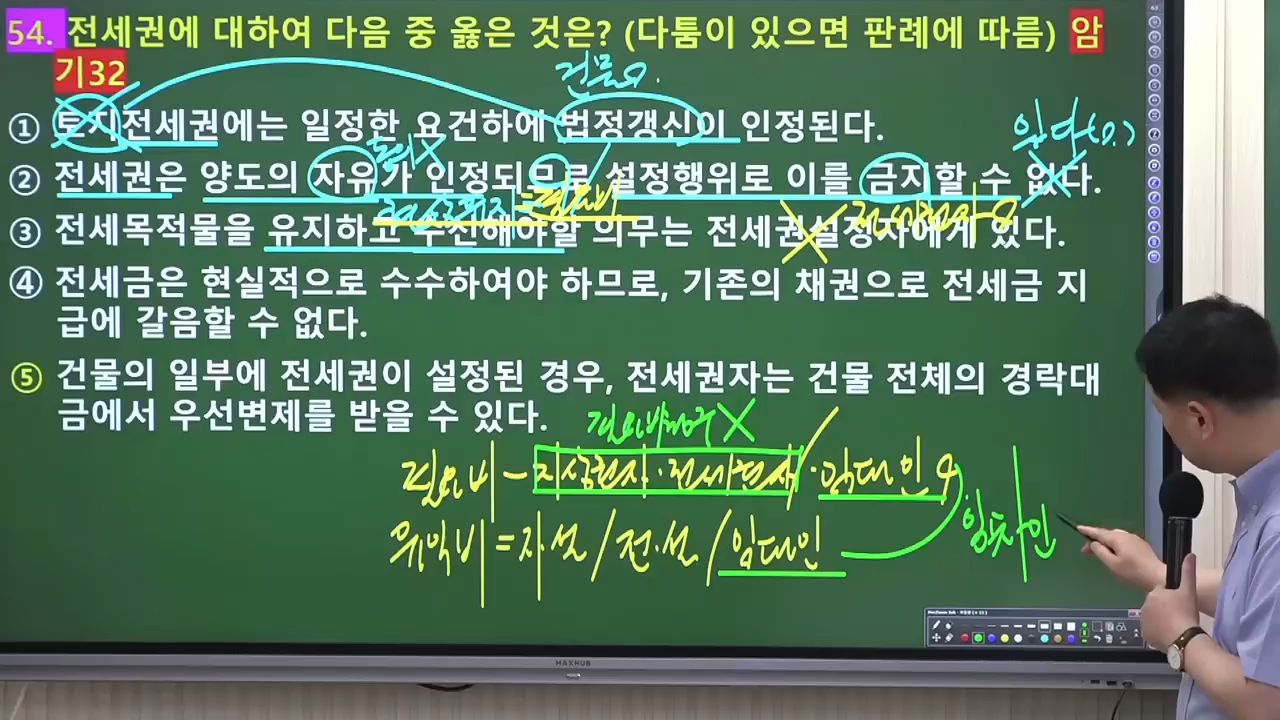 54. 전세권에 대하여 다음 중 옳은 것은? (다툼이 있으면 판례에 따름) 암
기32
건물O.
① 토지전세권에는 일정한 요건하에 법정갱신이 인정된다.
있다(O.)
② 전세권은 양도의 자유가 인정되므로 설정행위로 이를 금지할 수 없다.
③ 전세목적물을 유지하고 수선해야할 의무는 전세권설정자에게 있다.
④ 전세금은 현실적으로 수수하여야 하므로, 기존의 채권으로 전세금 지
급에 갈음할 수 없다.
⑤ 건물의 일부에 전세권이 설정된 경우, 전세권자는 건물 전체의 경락대
금에서 우선변제를 받을 수 있다.
필요비 - 지상권자·전세권자 / ·임대인
유익비 = 지·설 / 전·설 / 임대인
임차인
MAXHUB